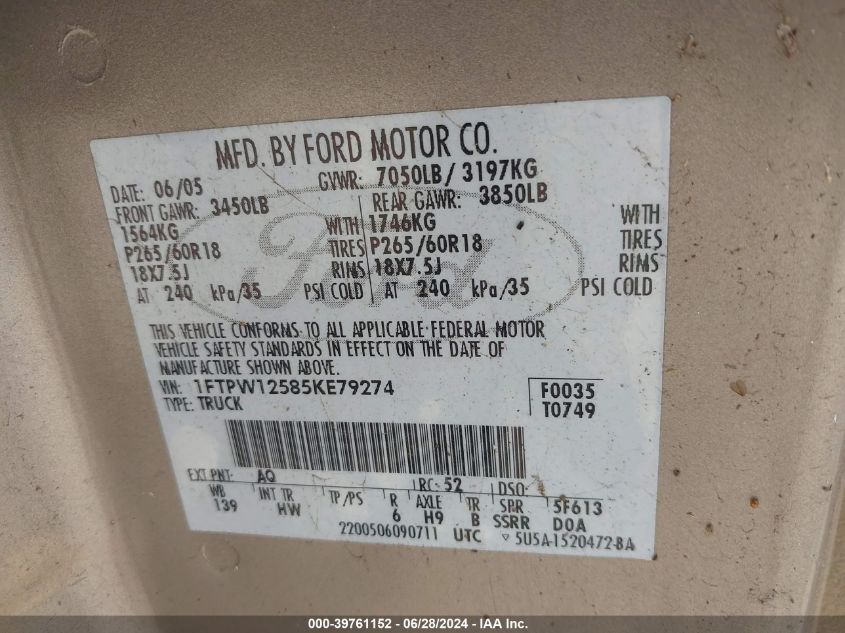 MFD. BY FORD MOTOR CO.
DATE: 06/05 GVWR: 7050LB/ 3197KG
FRONT GAWR: 3450LB REAR GAWR: 3850LB
1564KG WITH 1746KG WITH
P265/60R18 TIRES P265/60R18 TIRES
18X7.5J RIMS 18X7.5J RIMS
AT 240 kPa/35 PSI COLD AT 240 kPa/35 PSI COLD
Ford
THIS VEHICLE CONFORMS TO ALL APPLICABLE FEDERAL MOTOR
VEHICLE SAFETY STANDARDS IN EFFECT ON THE DATE OF
MANUFACTURE SHOWN ABOVE.
VIN: 1FTPW12585KE79274 F0035
TYPE: TRUCK T0749
EXT PNT: AQ RC: 52 DSO:
WB INT TR TP/PS R AXLE TR SPR 5F613
139 HW 6 H9 B SSRR DOA
2200506090711 UTC ▽ 5U5A-1520472-BA
000-39761152 - 06/28/2024 - IAA Inc.